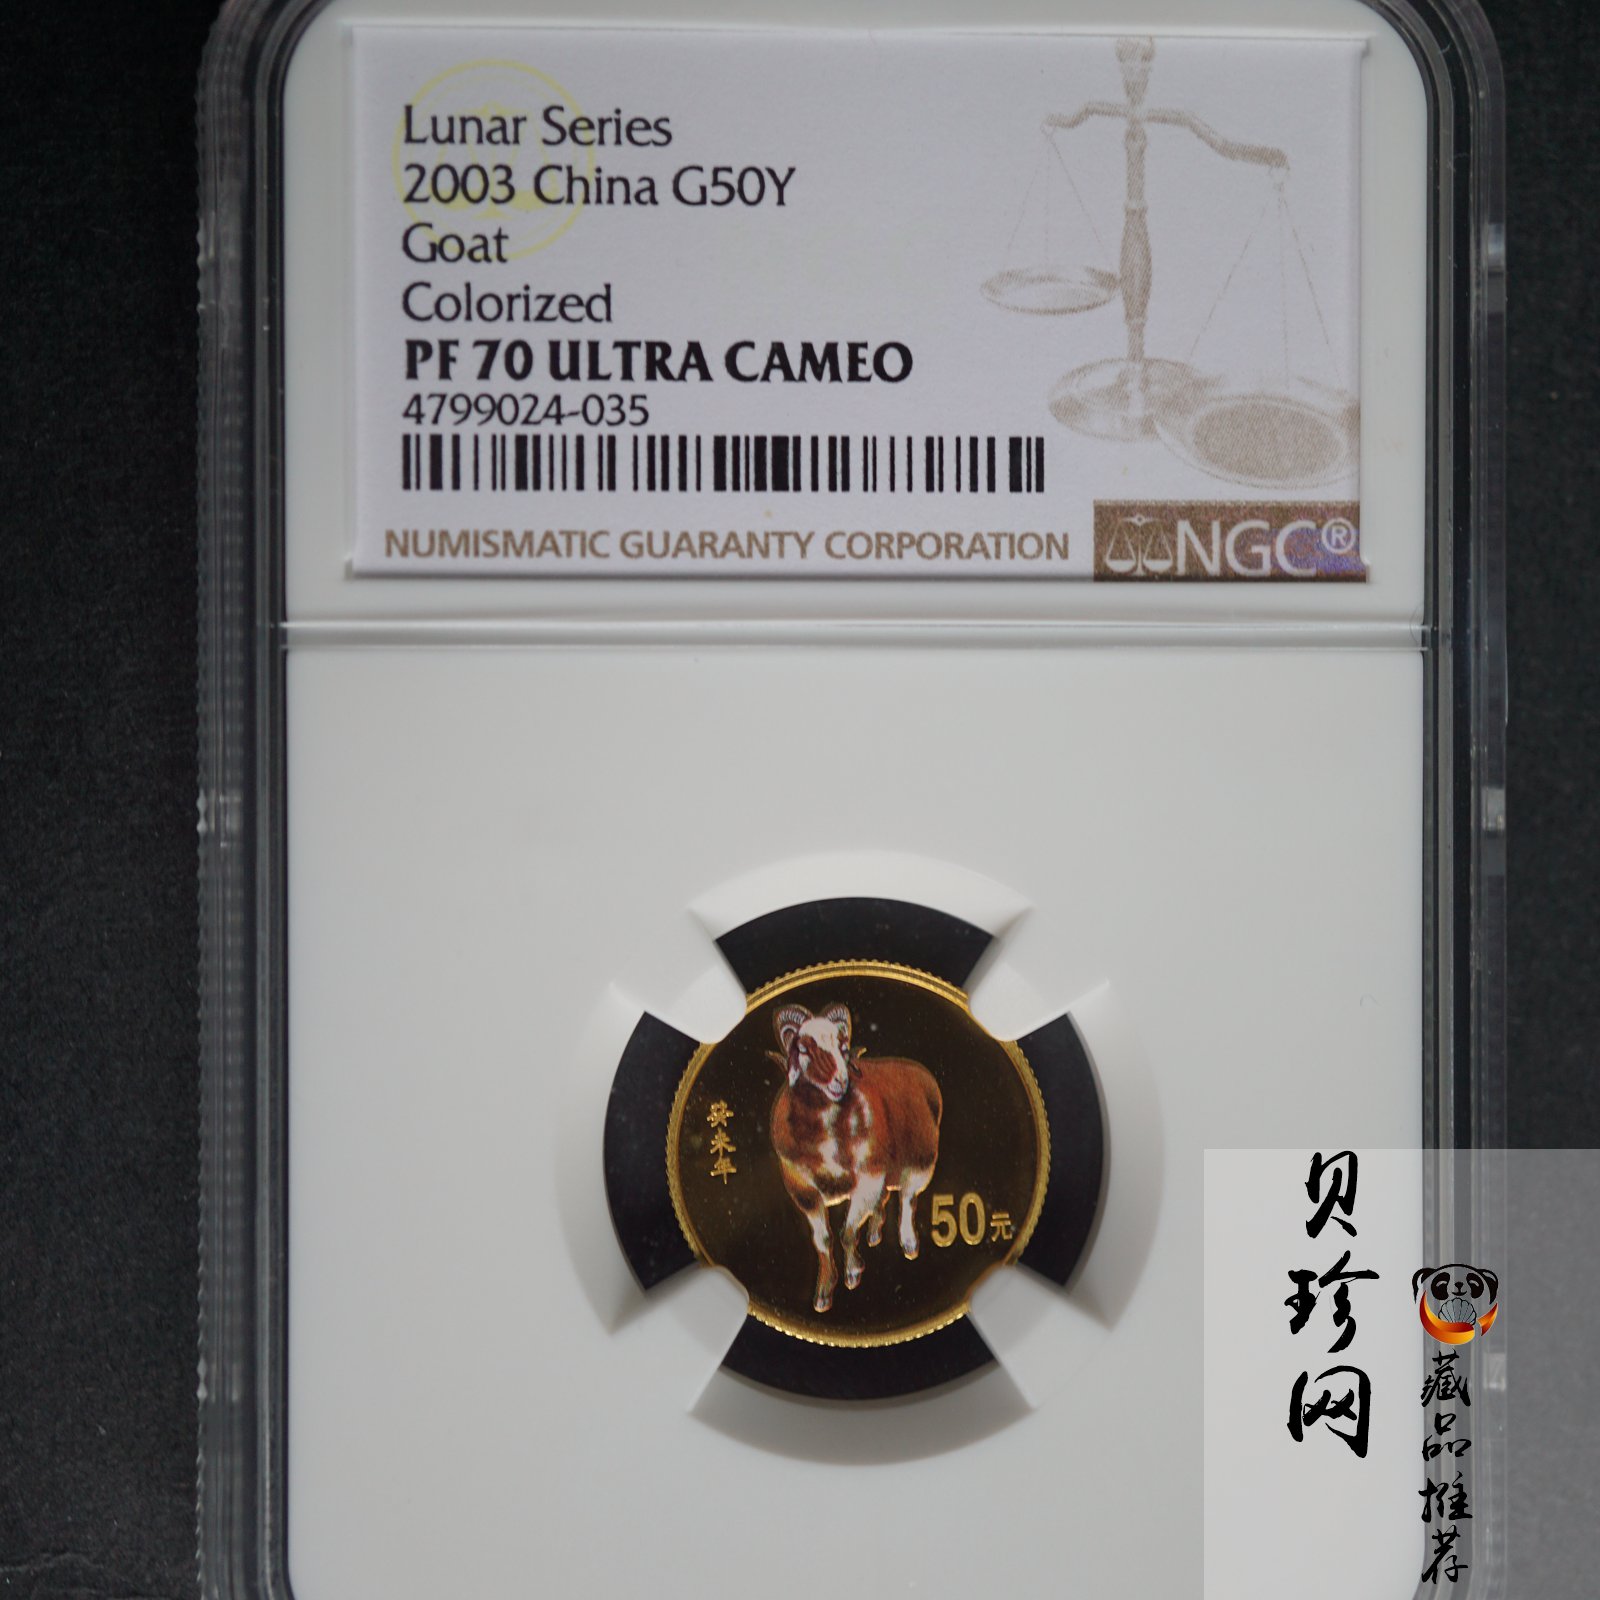 Lunar Series
2003 China G50Y
Goat
Colorized
PF 70 ULTRA CAMEO
4799024-035
NUMISMATIC GUARANTY CORPORATION
NGC®
癸未年
50元
贝珍网
藏品推荐